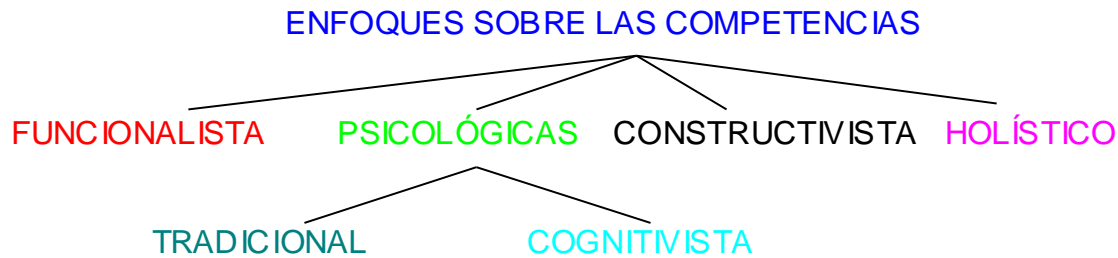 ENFOQUES SOBRE LAS COMPETENCIAS
FUNCIONALISTA PSICOLÓGICAS CONSTRUCTIVISTA HOLÍSTICO
TRADICIONAL COGNITIVISTA